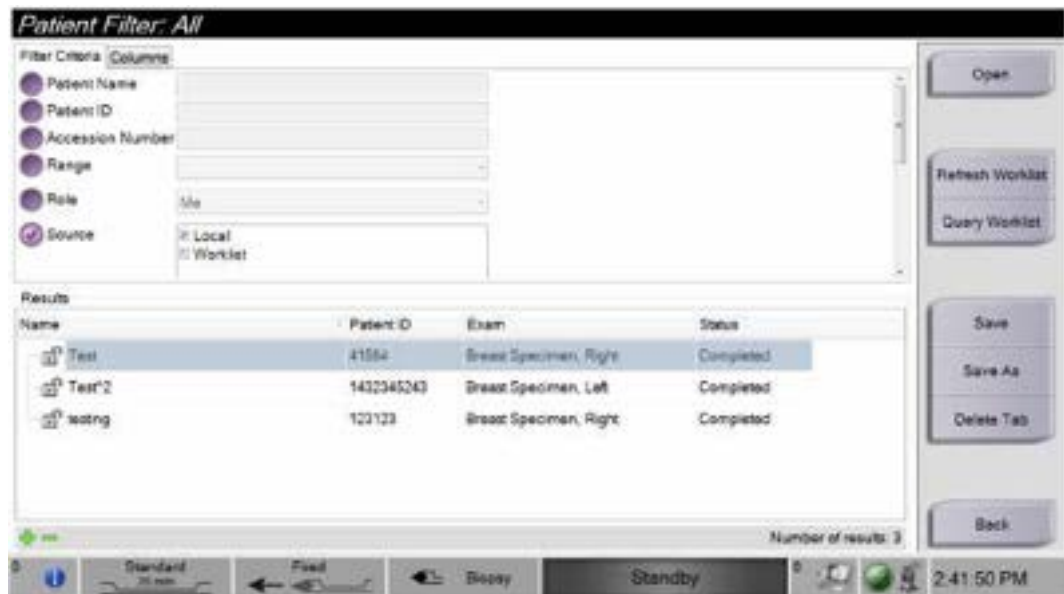 Patient Filter: All
Filter Criteria Columns
Open
Patient Name
Patient ID
Accession Number
Range
Refresh Worklist
Role Me
Query Worklist
Source Local
Worklist
Results
Name Patient ID Exam Status
Save
Test 41584 Breast Specimen, Right Completed
Save As
Test^2 1432345243 Breast Specimen, Left Completed
testing 123123 Breast Specimen, Right Completed
Delete Tab
Back
Number of results: 3
0 Standard Fixed Biopsy Standby 0 2:41:50 PM